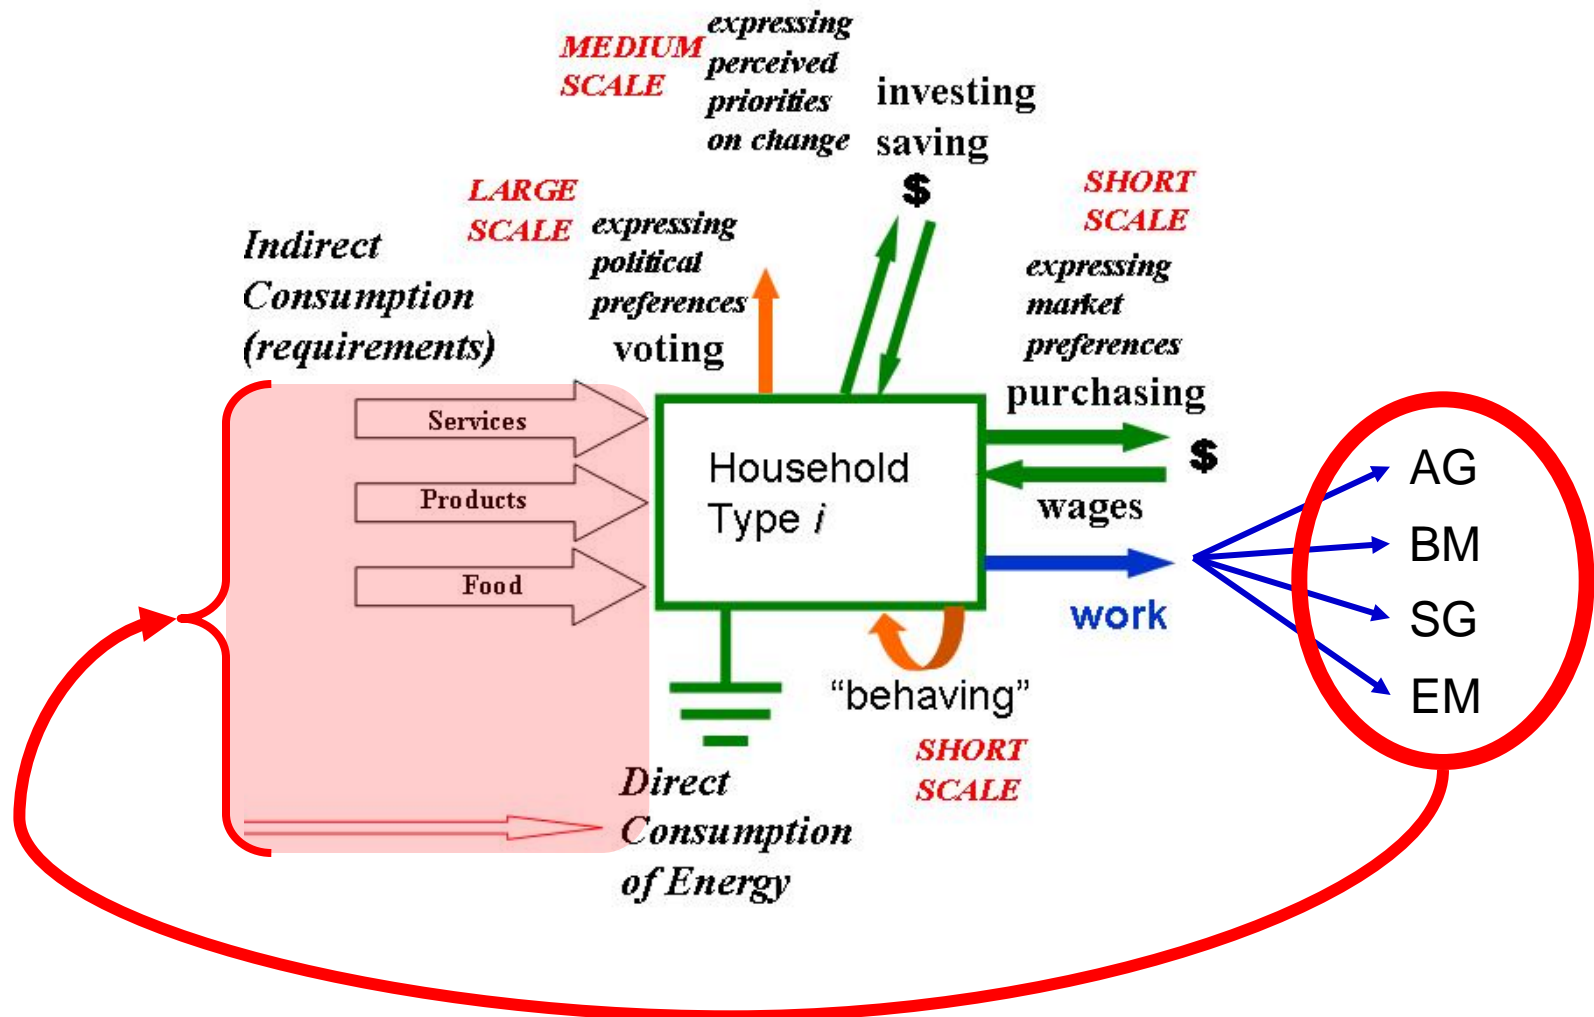 MEDIUM
SCALE
expressing
perceived
priorities
on change
investing
saving
$
LARGE
SCALE
expressing
political
preferences
voting
SHORT
SCALE
expressing
market
preferences
purchasing
$
wages
Indirect
Consumption
(requirements)
Services
Products
Food
Household
Type i
work
AG
BM
SG
EM
“behaving”
SHORT
SCALE
Direct
Consumption
of Energy